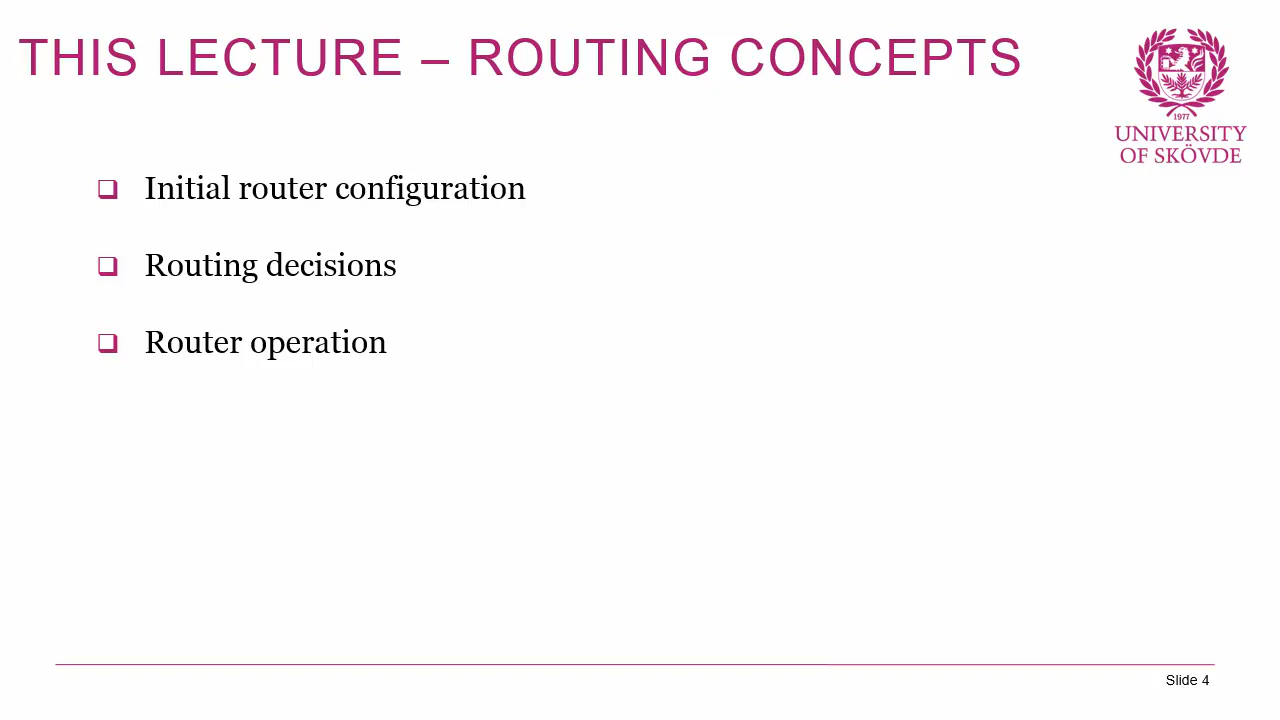 THIS LECTURE – ROUTING CONCEPTS
1977
UNIVERSITY
OF SKÖVDE
Initial router configuration
Routing decisions
Router operation
Slide 4